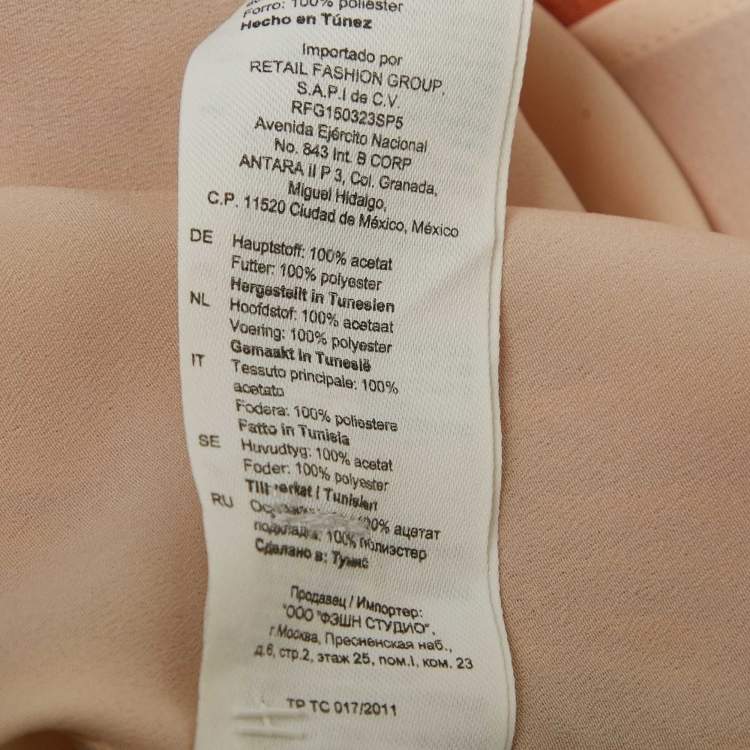 Forro: 100% poliéster
Hecho en Túnez
Importado por
RETAIL FASHION GROUP,
S.A.P.I de C.V.
RFG150323SP5
Avenida Ejército Nacional
No. 843 Int. B CORP
ANTARA II P 3, Col. Granada,
Miguel Hidalgo,
C.P. 11520 Ciudad de México, México
DE Hauptstoff: 100% acetat
Futter: 100% polyester
Hergestellt in Tunesien
NL Hoofdstof: 100% acetaat
Voering: 100% polyester
Gemaakt in Tunesië
IT Tessuto principale: 100%
acetato
Fodera: 100% poliestere
Fatto in Tunisia
SE Huvudtyg: 100% acetat
Foder: 100% polyester
i Tunisien
RU ацетат
подкладка: 100% полиэстер
Сделано в: Тунис
Продавец / Импортер:
"ООО "ФЭШН СТУДИО",
г.Москва, Пресненская наб.,
д.6, стр.2, этаж 25, пом.I, ком. 23
ТР ТС 017/2011